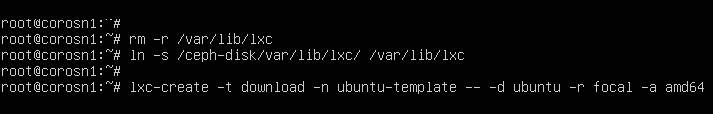 root@corosn1:~#
root@corosn1:~# rm -r /var/lib/lxc
root@corosn1:~# ln -s /ceph-disk/var/lib/lxc/ /var/lib/lxc
root@corosn1:~#
root@corosn1:~# lxc-create -t download -n ubuntu-template -- -d ubuntu -r focal -a amd64